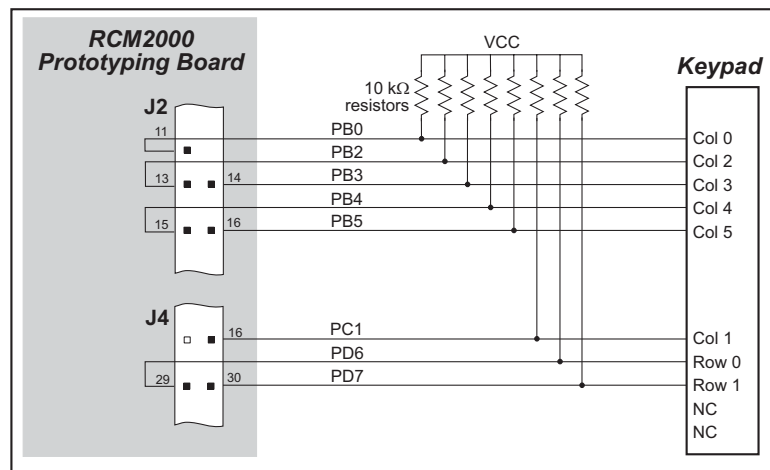 RCM2000
Prototyping Board
VCC
Keypad
10 kΩ
resistors
J2
11
PB0
Col 0
PB2
Col 2
13
14
PB3
Col 3
PB4
Col 4
15
16
PB5
Col 5
J4
16
PC1
Col 1
PD6
Row 0
29
30
PD7
Row 1
NC
NC